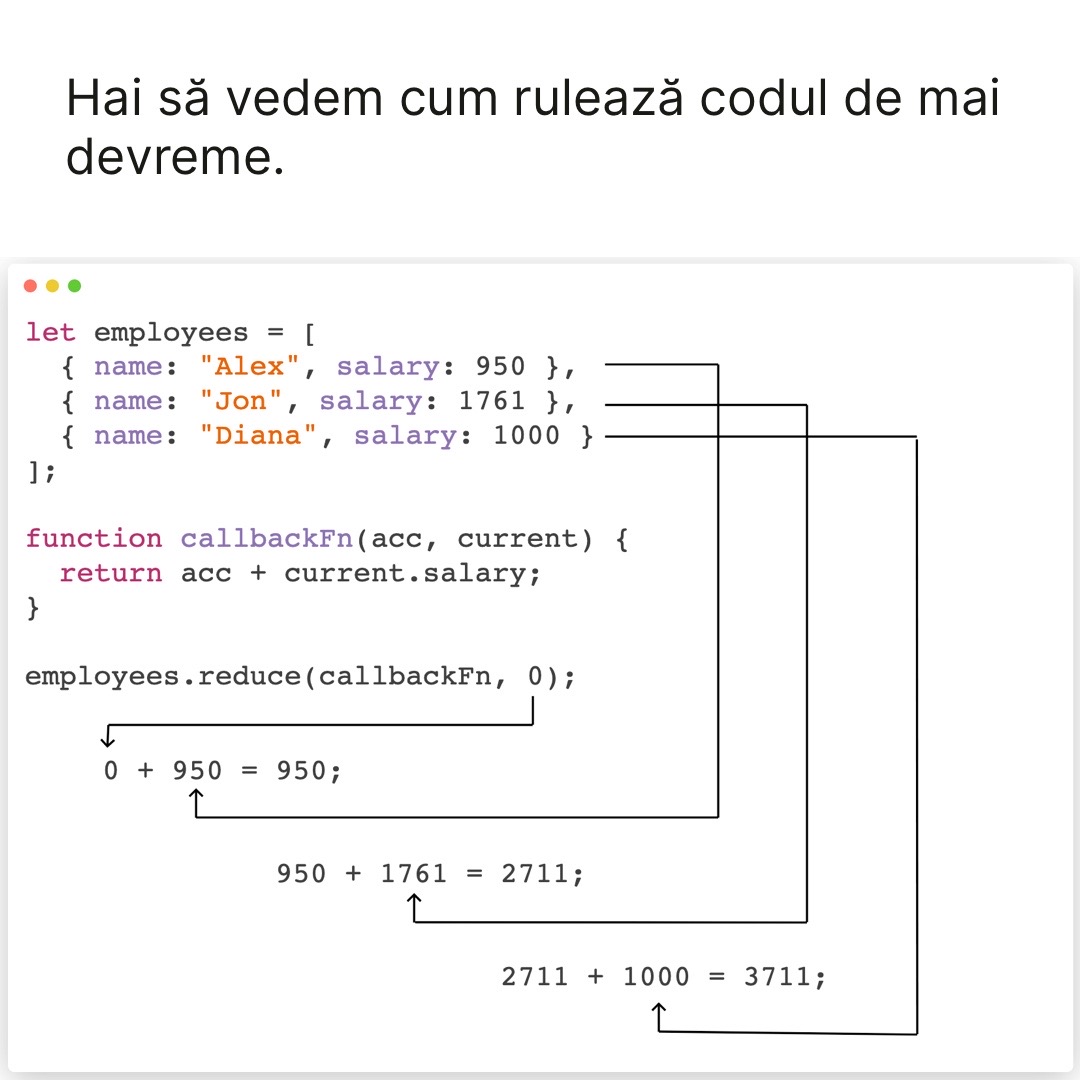 Hai să vedem cum rulează codul de mai
devreme.
let employees = [
  { name: "Alex", salary: 950 },
  { name: "Jon", salary: 1761 },
  { name: "Diana", salary: 1000 }
];
function callbackFn(acc, current) {
  return acc + current.salary;
}
employees.reduce(callbackFn, 0);
0 + 950 = 950;
950 + 1761 = 2711;
2711 + 1000 = 3711;